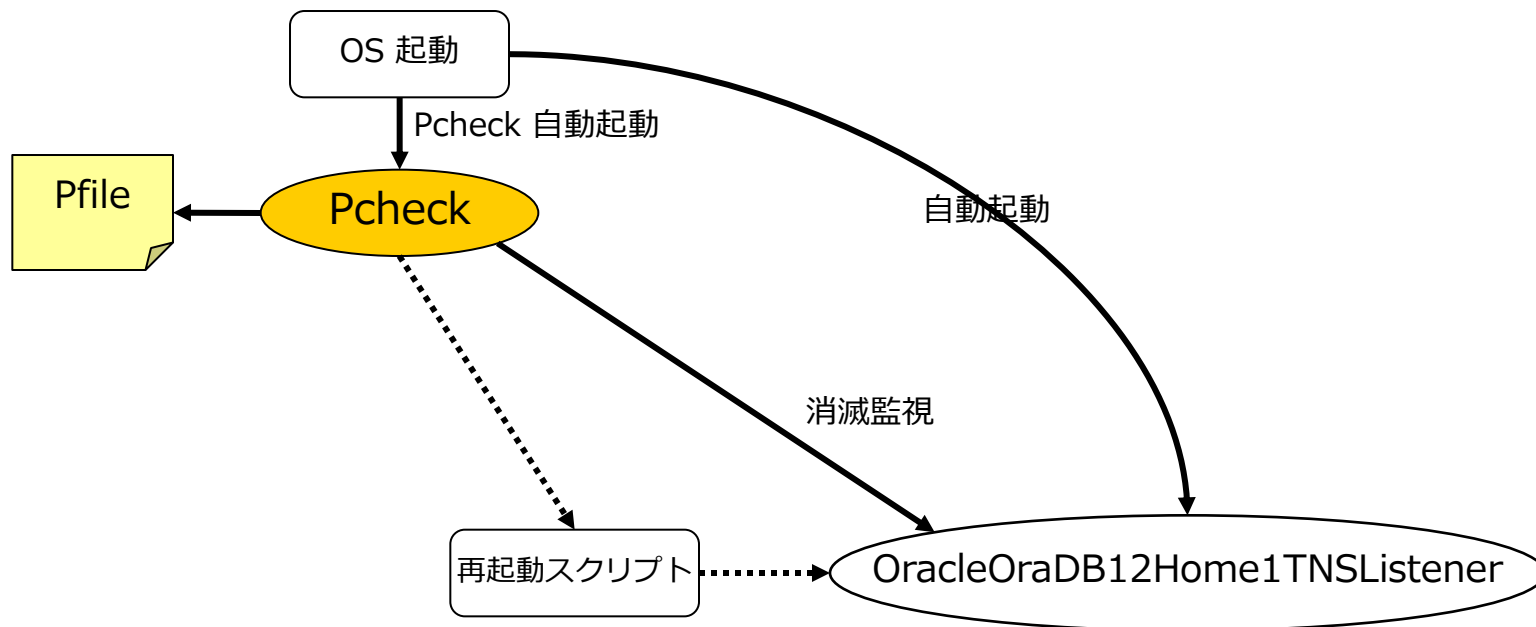 OS 起動
Pcheck 自動起動
Pfile
Pcheck
自動起動
消滅監視
再起動スクリプト
OracleOraDB12Home1TNSListener